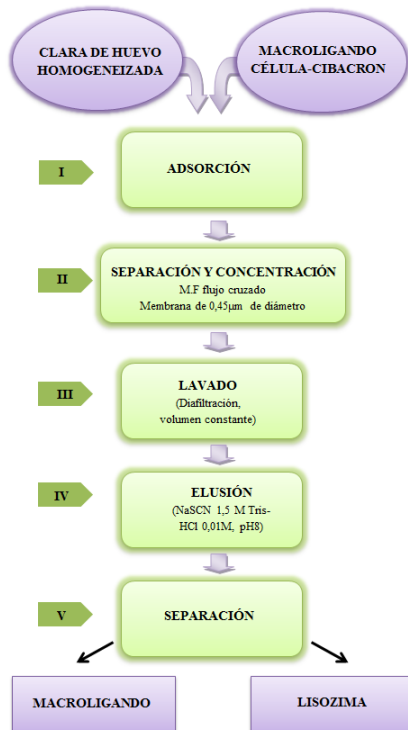 CLARA DE HUEVO
HOMOGENEIZADA
MACROLIGANDO
CÉLULA-CIBACRON
I
ADSORCIÓN
II
SEPARACIÓN Y CONCENTRACIÓN
M.F flujo cruzado
Membrana de 0,45µm de diámetro
III
LAVADO
(Diafiltración,
volumen constante)
IV
ELUSIÓN
(NaSCN 1,5 M Tris-
HCl 0,01M, pH8)
V
SEPARACIÓN
MACROLIGANDO
LISOZIMA